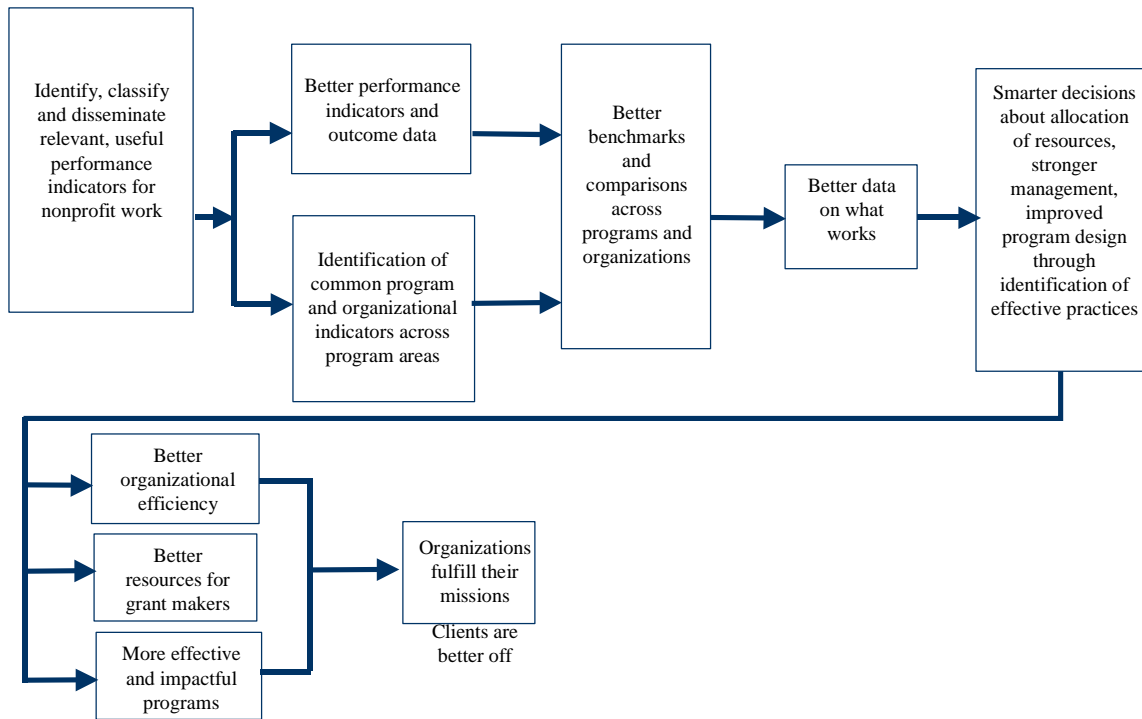 Identify, classify
and disseminate
relevant, useful
performance
indicators for
nonprofit work
Better performance
indicators and
outcome data
Identification of
common program
and organizational
indicators across
program areas
Better
benchmarks
and
comparisons
across
programs and
organizations
Better data
on what
works
Smarter decisions
about allocation
of resources,
stronger
management,
improved
program design
through
identification of
effective practices
Better
organizational
efficiency
Better
resources for
grant makers
More effective
and impactful
programs
Organizations
fulfill their
missions
Clients are
better off